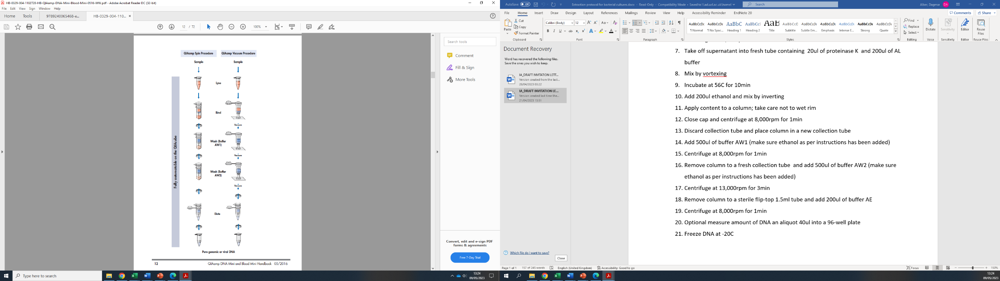 HB-0329-004-1102728-HB-QIAamp-DNA-Mini-Blood-Mini-0516-WW.pdf - Adobe Acrobat Reader DC (32-bit)
File Edit View Sign Window Help
Home Tools 9789240065468-e... HB-0329-004-110... ×
12 / 72 100%
QIAamp Spin Procedure QIAamp Vacuum Procedure
Sample Sample
Lyse
Bind
Vacuum
Wash (Buffer
AW1)
Vacuum
Wash (Buffer
AW2)
Vacuum
Elute
Fully automatable on the QIAcube
Pure genomic or viral DNA
12 QIAamp DNA Mini and Blood Mini Handbook 05/2016
Search tools
Comment
Fill & Sign
More Tools
Convert, edit and e-sign PDF
forms & agreements
Free 7-Day Trial
Type here to search
13:24
09/05/2023
AutoSave Off Extraction protocol for bacterial cultures.docx - Read-Only - Compatibility Mode • Saved to \\ad.ucl.ac.uk\homel Search Alber, Dagmar DA
File Home Insert Draw Design Layout References Mailings Review View Help Accessibility Reminder EndNote 20 Comments Share
Paste
Cut
Copy
Format Painter
Clipboard
Calibri (Body) 12
Font
Paragraph
AaBbCcDc AaBbCcDc AaBbC AaBbCcI AaB AaBbCcD AaBbCcDt AaBbCcDt AaBbCcDt AaBbCcDc AaBbCcDt
¶ Normal ¶ No Spac... Heading 1 Heading 2 Title Subtitle Subtle Em... Emphasis Intense E... Strong Quote
Styles
Find
Replace
Select
Editing
Dictate
Voice
Sensitivity
Sensitivity
Editor
Editor
Reuse
Files
Reuse Files
Document Recovery
Word has recovered the following files.
Save the ones you wish to keep.
IA_DRAFT INVITATION LETT...
Version created from the last...
28/04/2023 03:22
IA_DRAFT INVITATION LE...
Version created last time the...
21/04/2023 13:51
Which file do I want to save?
Close
7. Take off supernatant into fresh tube containing 20ul of proteinase K and 200ul of AL
buffer
8. Mix by vortexing
9. Incubate at 56C for 10min
10. Add 200ul ethanol and mix by inverting
11. Apply content to a column; take care not to wet rim
12. Close cap and centrifuge at 8,000rpm for 1min
13. Discard collection tube and place column in a new collection tube
14. Add 500ul of buffer AW1 (make sure ethanol as per instructions has been added)
15. Centrifuge at 8,000rpm for 1min
16. Remove column to a fresh collection tube and add 500ul of buffer AW2 (make sure
ethanol as per instructions has been added)
17. Centrifuge at 13,000rpm for 3min
18. Remove column to a sterile flip-top 1.5ml tube and add 200ul of buffer AE
19. Centrifuge at 8,000rpm for 1min
20. Optional measure amount of DNA an aliquot 40ul into a 96-well plate
21. Freeze DNA at -20C
Page 1 of 1 157 of 245 words English (United Kingdom) Accessibility: Good to go Focus 150%
13:24
09/05/2023